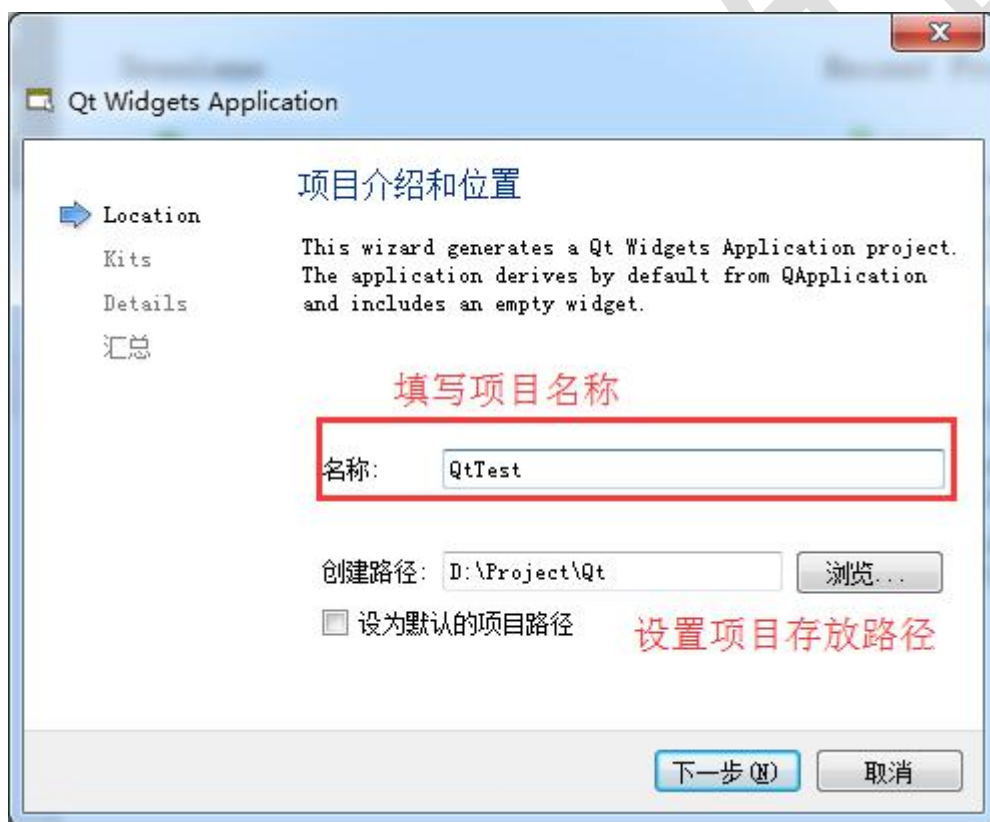 Qt Widgets Application
项目介绍和位置
Location
Kits
Details
汇总
This wizard generates a Qt Widgets Application project.
The application derives by default from QApplication
and includes an empty widget.
填写项目名称
名称: QtTest
创建路径: D:\Project\Qt 浏览...
设为默认的项目路径
设置项目存放路径
下一步(N) 取消